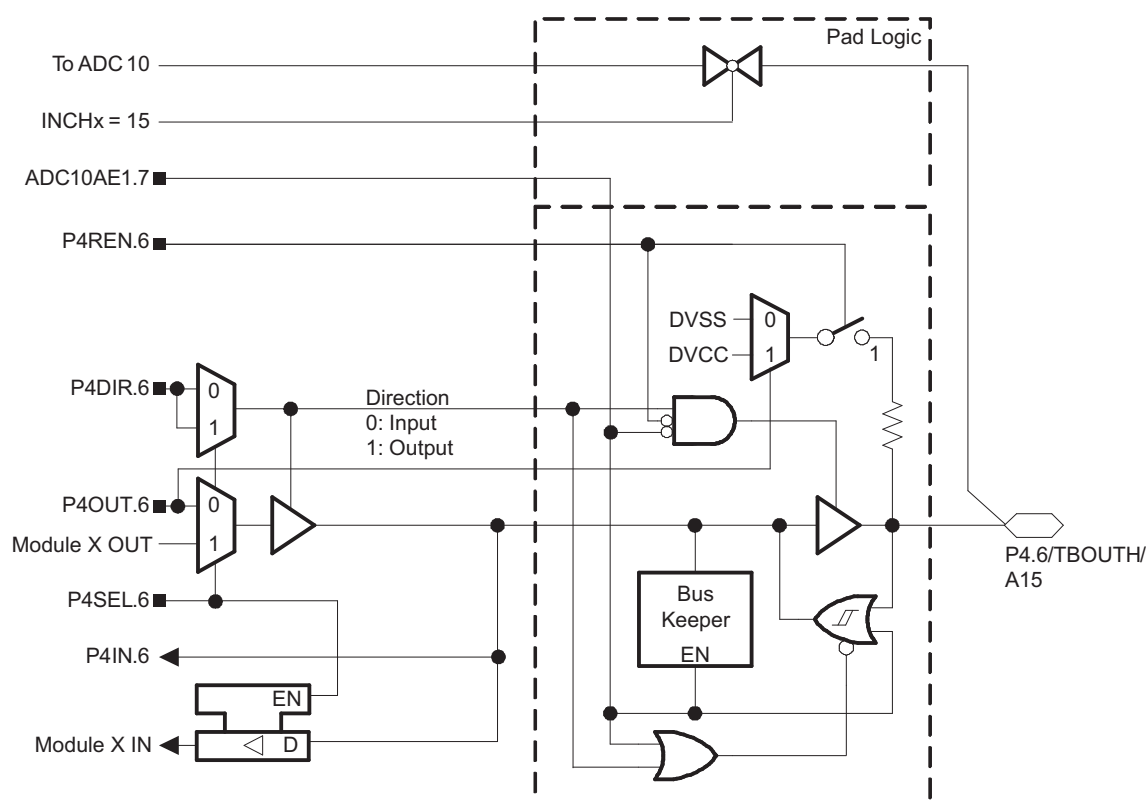 Pad Logic
To ADC 10
INCHx = 15
ADC10AE1.7
P4REN.6
DVSS
0
DVCC
1
1
P4DIR.6
0
1
Direction
0: Input
1: Output
P4OUT.6
0
Module X OUT
1
P4.6/TBOUTH/
A15
P4SEL.6
Bus
Keeper
EN
P4IN.6
EN
Module X IN
D